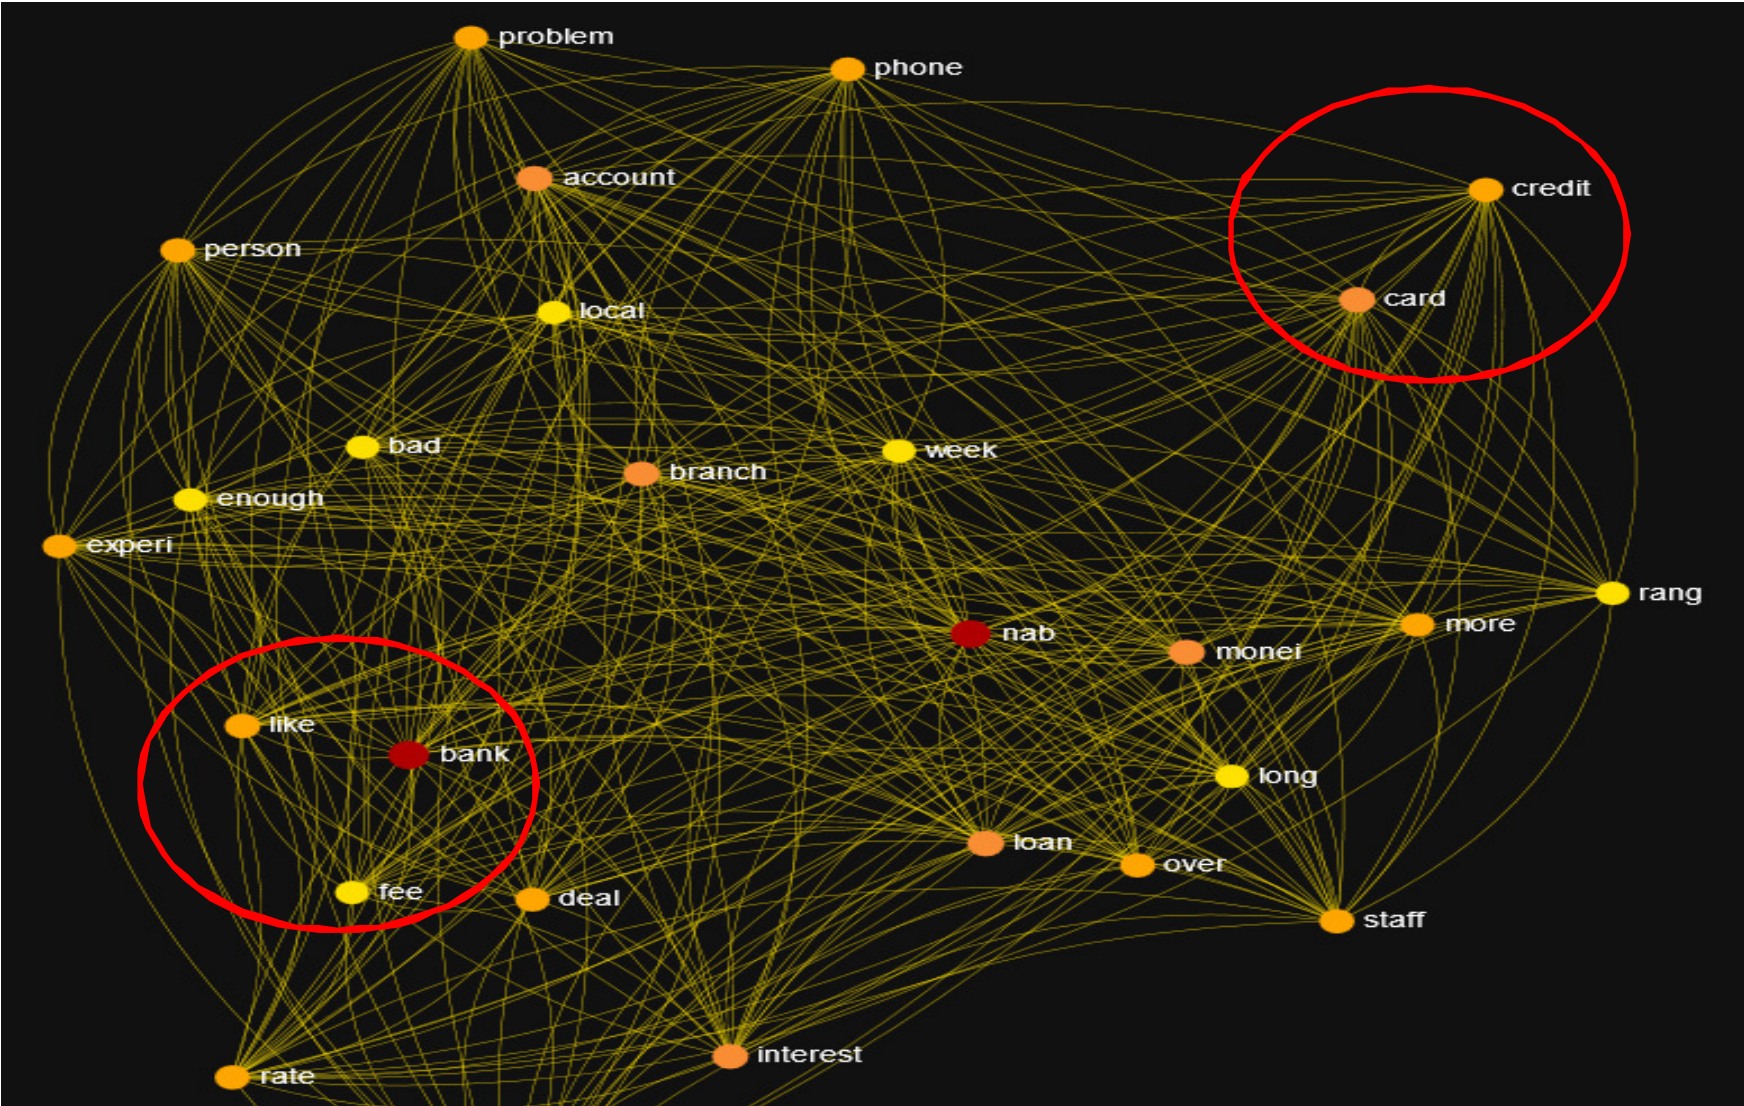 problem
phone
account
credit
person
card
local
bad
week
branch
enough
experi
rang
more
nab
monei
like
bank
long
loan
over
fee
deal
staff
interest
rate